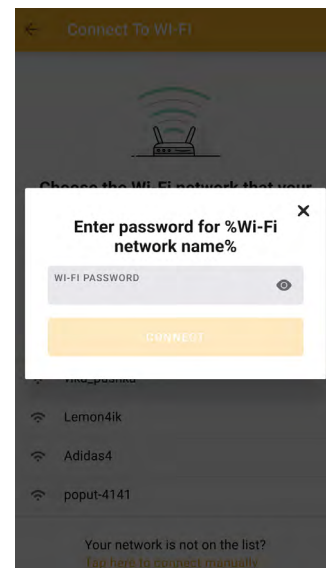 Connect To Wi-Fi
Choose the Wi-Fi network that your
Enter password for %Wi-Fi
network name%
WI-FI PASSWORD
CONNECT
Lemon4ik
Adidas4
poput-4141
Your network is not on the list?
Tap here to connect manually